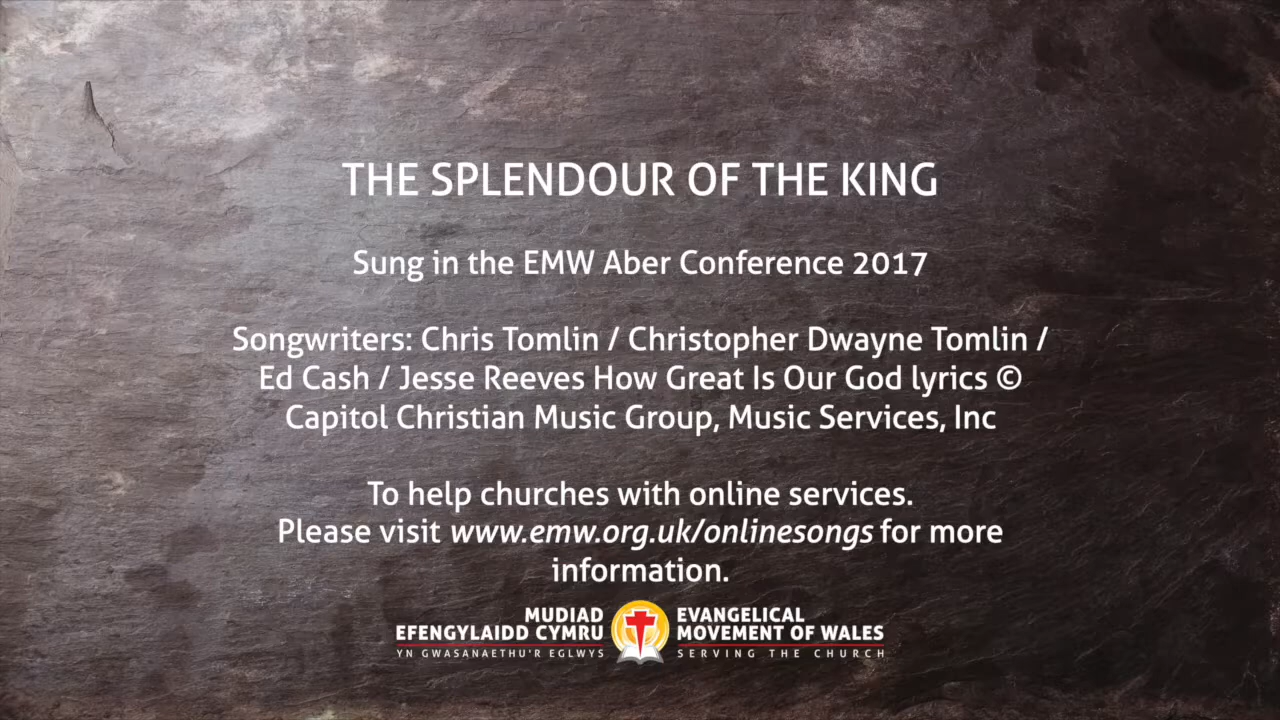 THE SPLENDOUR OF THE KING
Sung in the EMW Aber Conference 2017
Songwriters: Chris Tomlin / Christopher Dwayne Tomlin /
Ed Cash / Jesse Reeves How Great Is Our God lyrics ©
Capitol Christian Music Group, Music Services, Inc
To help churches with online services.
Please visit www.emw.org.uk/onlinesongs for more
information.
MUDIAD
EFENGYLAIDD CYMRU
YN GWASANAETHU'R EGLWYS
EVANGELICAL
MOVEMENT OF WALES
SERVING THE CHURCH